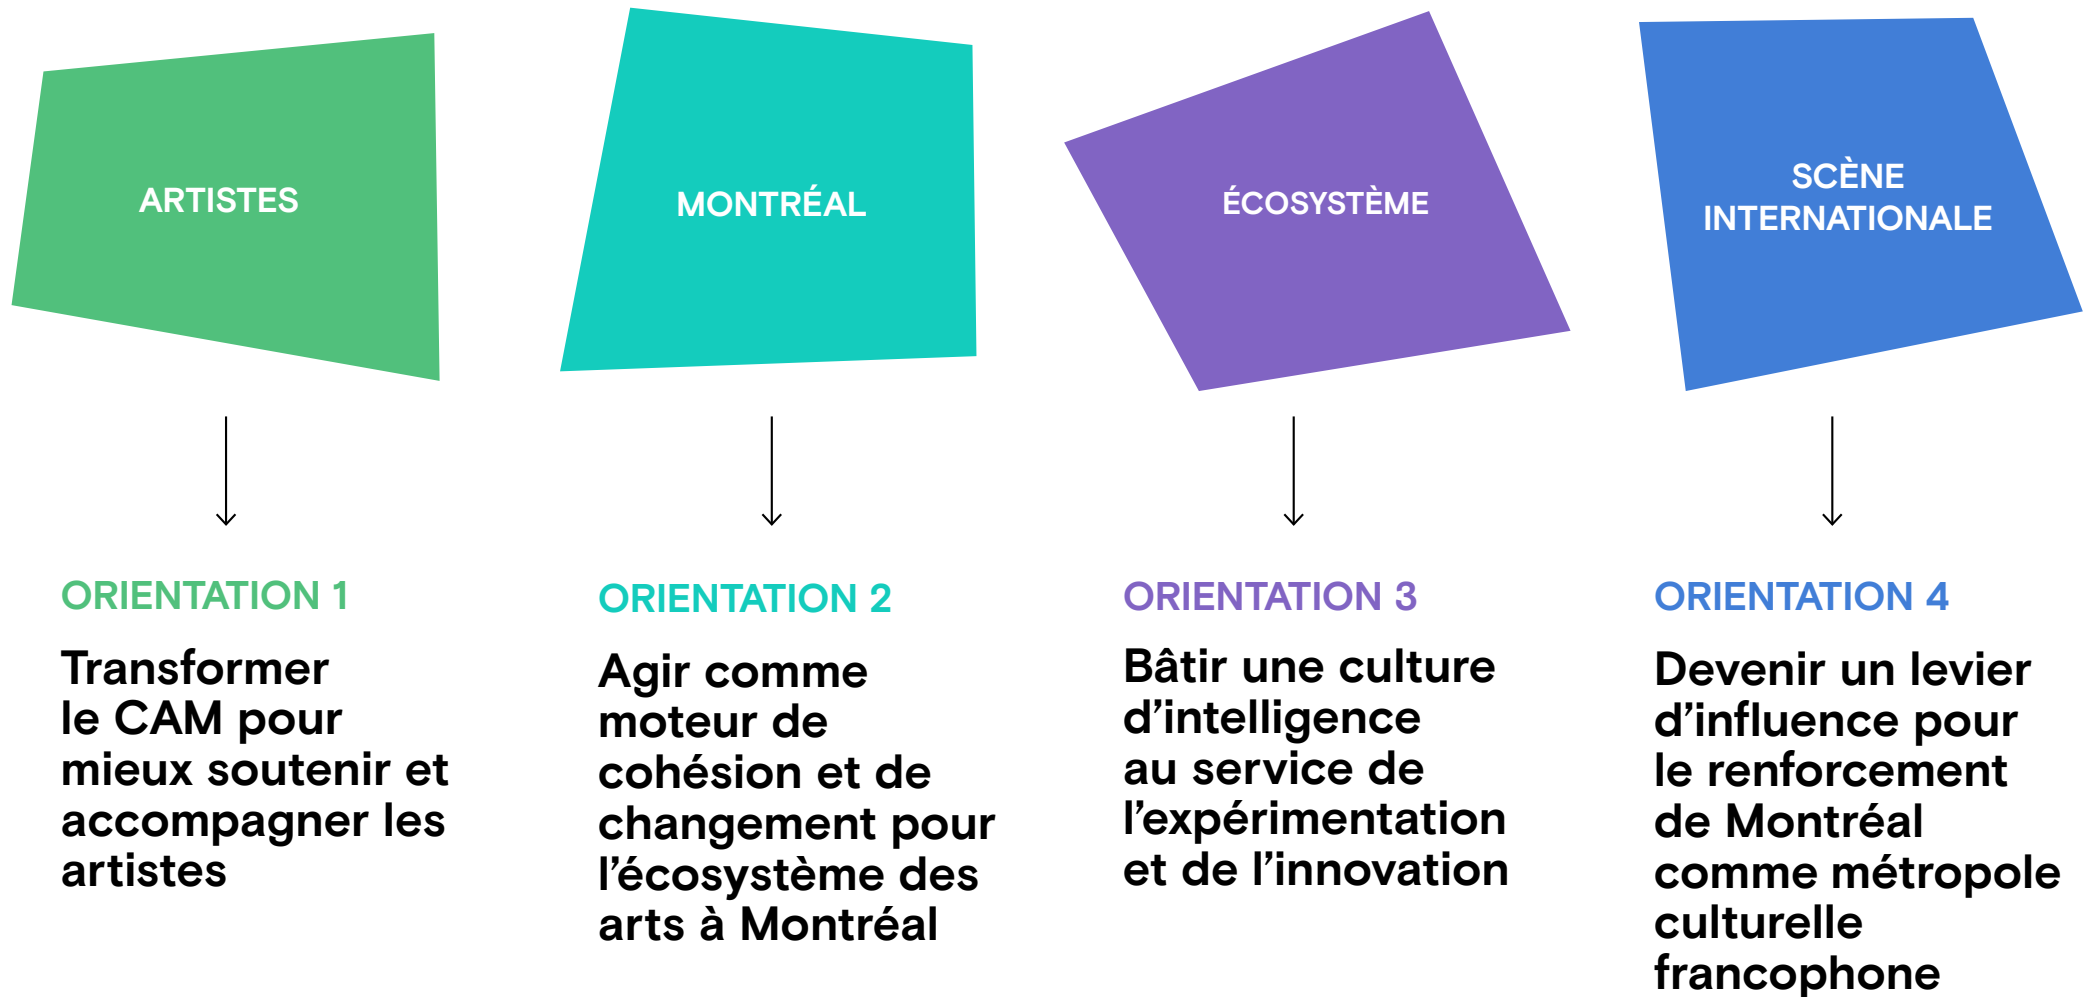 ARTISTES
MONTRÉAL
ÉCOSYSTÈME
SCÈNE
INTERNATIONALE
ORIENTATION 1
Transformer
le CAM pour
mieux soutenir et
accompagner les
artistes
ORIENTATION 2
Agir comme
moteur de
cohésion et de
changement pour
l’écosystème des
arts à Montréal
ORIENTATION 3
Bâtir une culture
d’intelligence
au service de
l’expérimentation
et de l’innovation
ORIENTATION 4
Devenir un levier
d’influence pour
le renforcement
de Montréal
comme métropole
culturelle
francophone